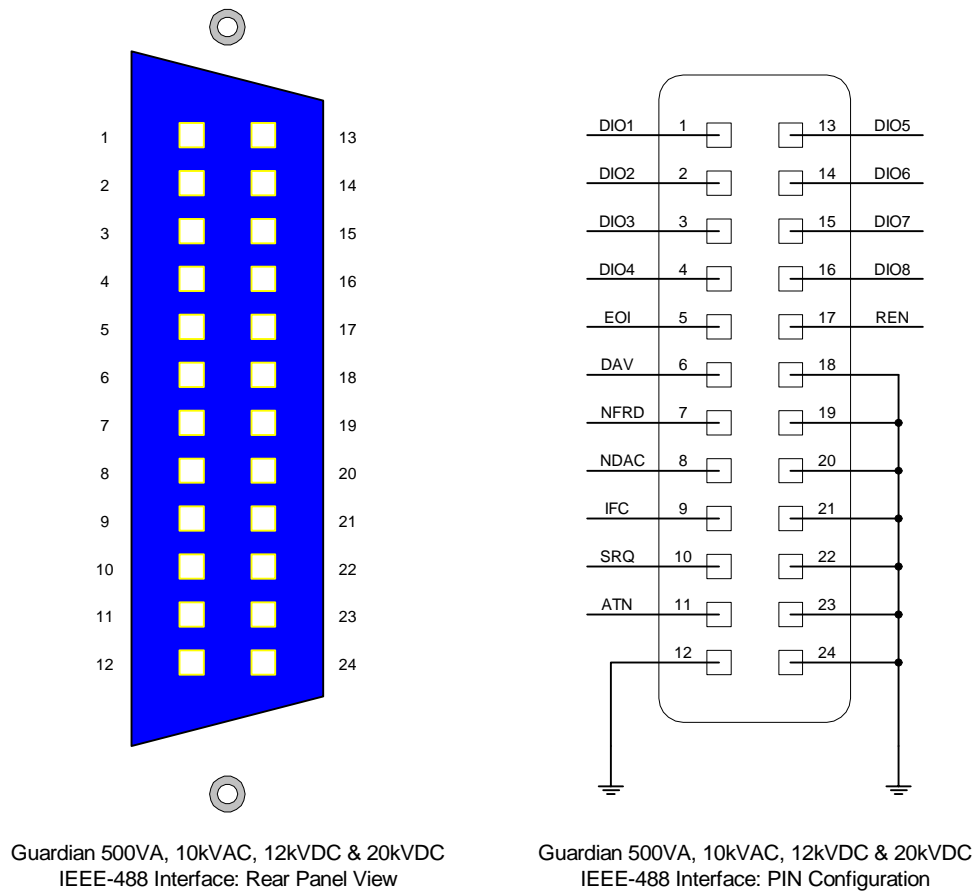 1 13
2 14
3 15
4 16
5 17
6 18
7 19
8 20
9 21
10 22
11 23
12 24
Guardian 500VA, 10kVAC, 12kVDC & 20kVDC
IEEE-488 Interface: Rear Panel View
DIO1 1 13 DIO5
DIO2 2 14 DIO6
DIO3 3 15 DIO7
DIO4 4 16 DIO8
EOI 5 17 REN
DAV 6 18
NFRD 7 19
NDAC 8 20
IFC 9 21
SRQ 10 22
ATN 11 23
12 24
Guardian 500VA, 10kVAC, 12kVDC & 20kVDC
IEEE-488 Interface: PIN Configuration